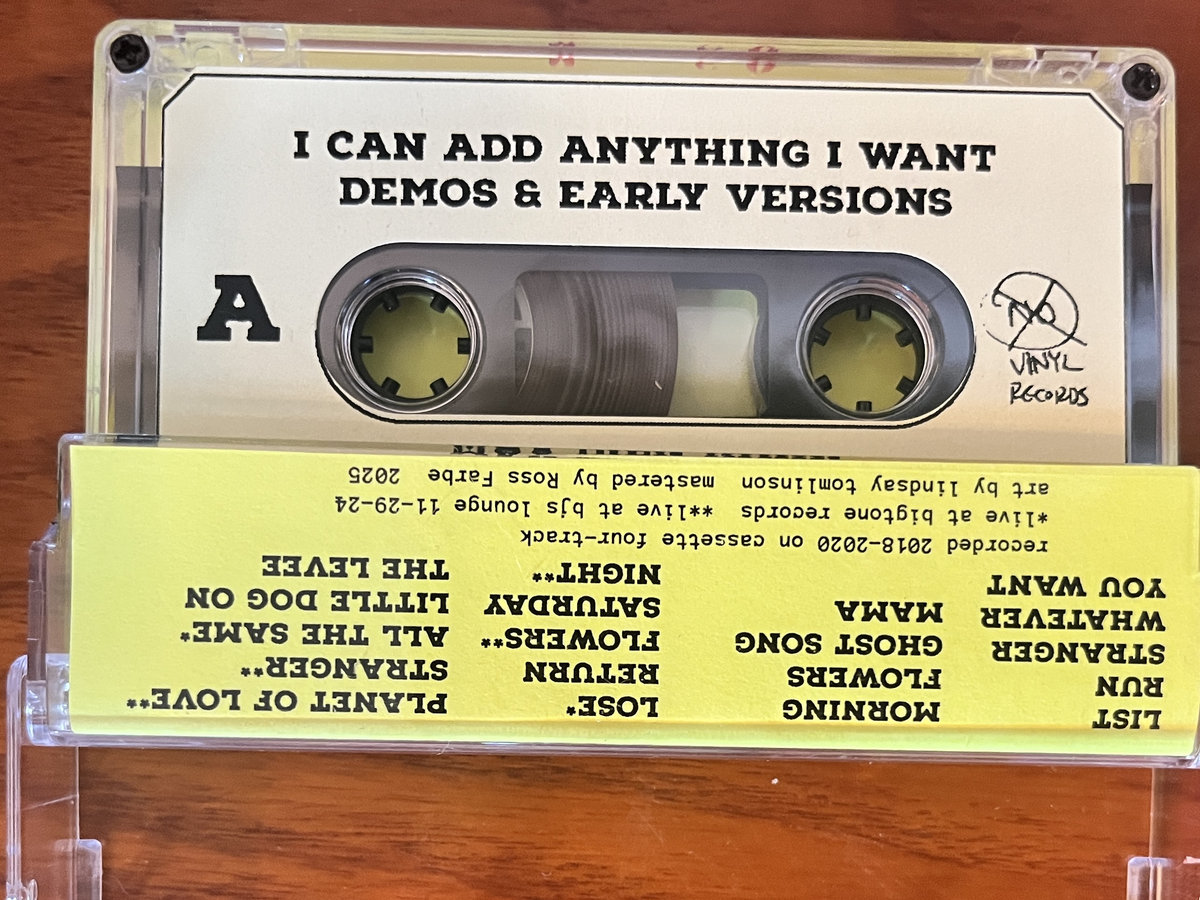 I CAN ADD ANYTHING I WANT
DEMOS & EARLY VERSIONS
A
NO
VINYL
RECORDS
LIST
RUN
STRANGER
WHATEVER
YOU WANT
MORNING
FLOWERS
GHOST SONG
MAMA
LOSE*
RETURN
FLOWERS**
SATURDAY
NIGHT**
PLANET OF LOVE**
STRANGER**
ALL THE SAME*
LITTLE DOG ON
THE LEVEE
recorded 2018-2020 on cassette four-track
*live at bigtone records **live at bjs lounge 11-29-24
art by lindsay tomlinson mastered by Ross Farbe 2025